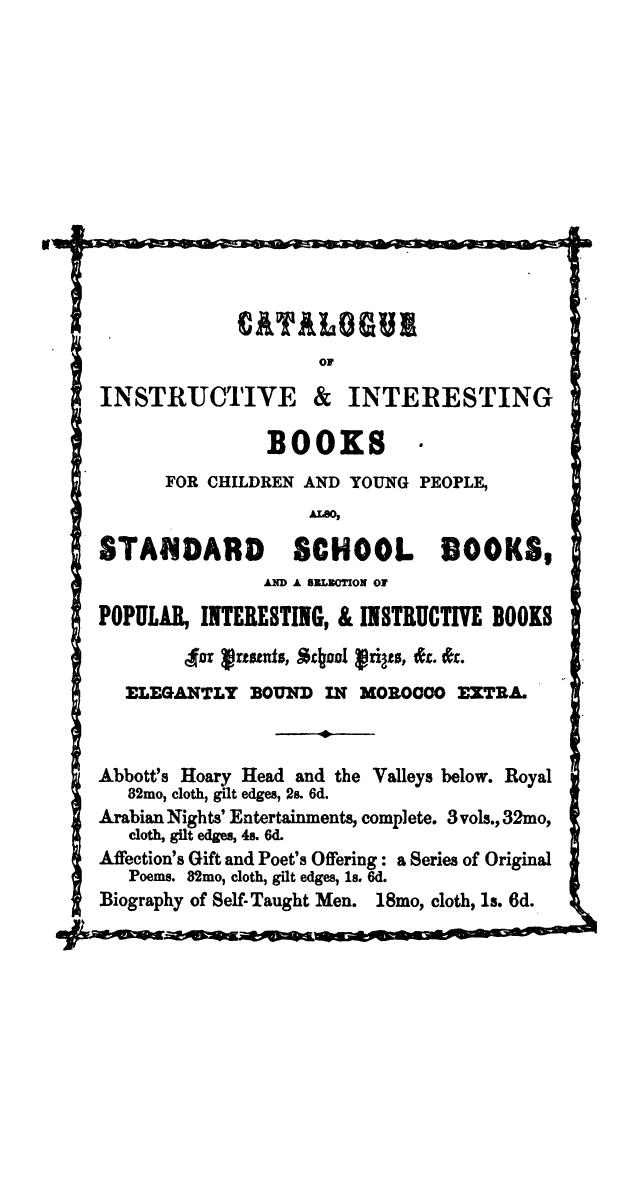 CATALOGUE
OF
INSTRUCTIVE & INTERESTING
BOOKS
FOR CHILDREN AND YOUNG PEOPLE,
ALSO,
STANDARD SCHOOL BOOKS,
AND A SELECTION OF
POPULAR, INTERESTING, & INSTRUCTIVE BOOKS
For Presents, School Prizes, &c. &c.
ELEGANTLY BOUND IN MOROCCO EXTRA.
Abbott's Hoary Head and the Valleys below. Royal
32mo, cloth, gilt edges, 2s. 6d.
Arabian Nights' Entertainments, complete. 3 vols., 32mo,
cloth, gilt edges, 4s. 6d.
Affection's Gift and Poet's Offering: a Series of Original
Poems. 32mo, cloth, gilt edges, 1s. 6d.
Biography of Self-Taught Men. 18mo, cloth, 1s. 6d.